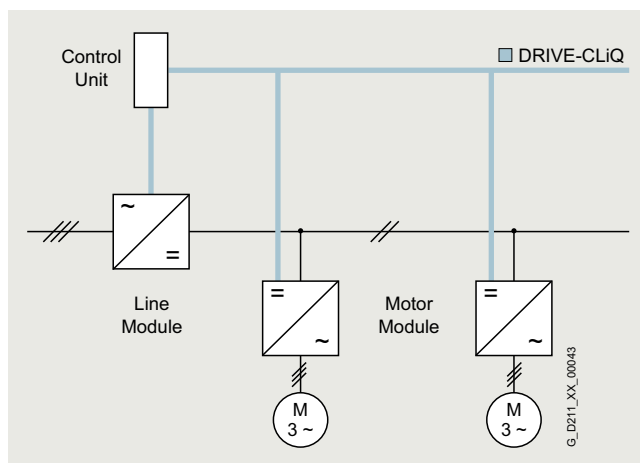 Control
Unit
DRIVE-CLiQ
~
=
Line
Module
=
~
Motor
Module
=
~
M
3 ~
M
3 ~
G_D211_XX_00043